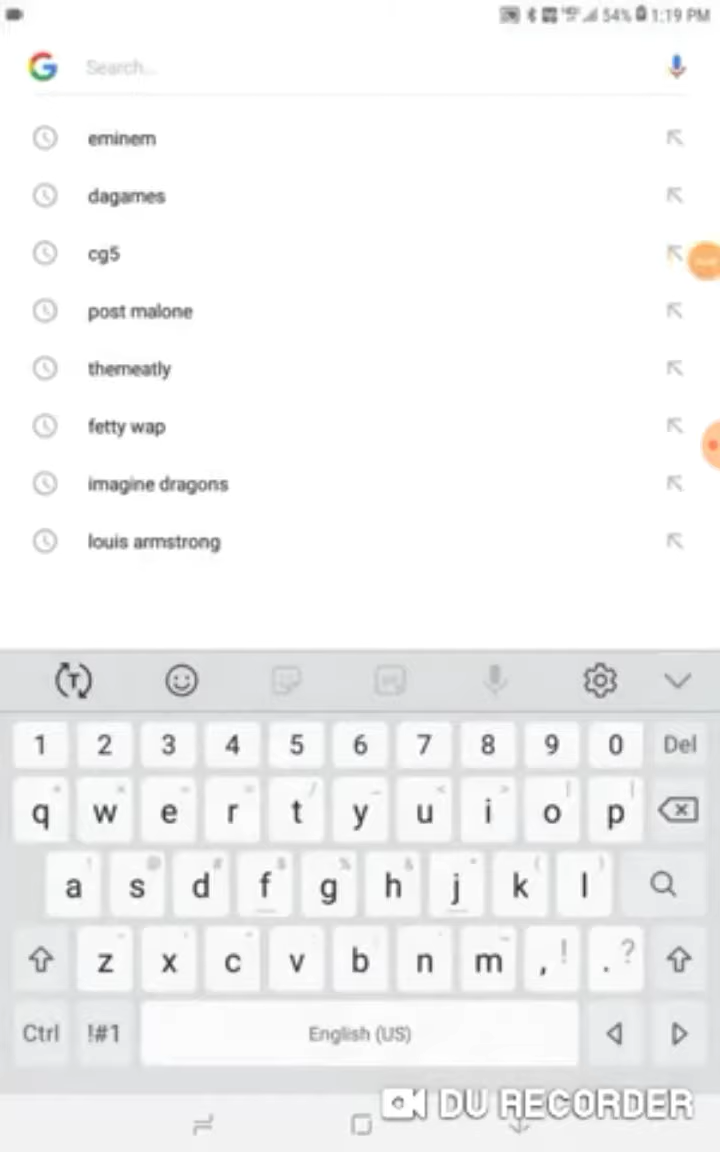 54% 1:19 PM
Search...
eminem
dagames
cg5
post malone
themeatly
fetty wap
imagine dragons
louis armstrong
1 2 3 4 5 6 7 8 9 0 Del
q w e r t y u i o p
a s d f g h j k l
z x c v b n m , ! . ?
Ctrl !#1 English (US)
DU RECORDER